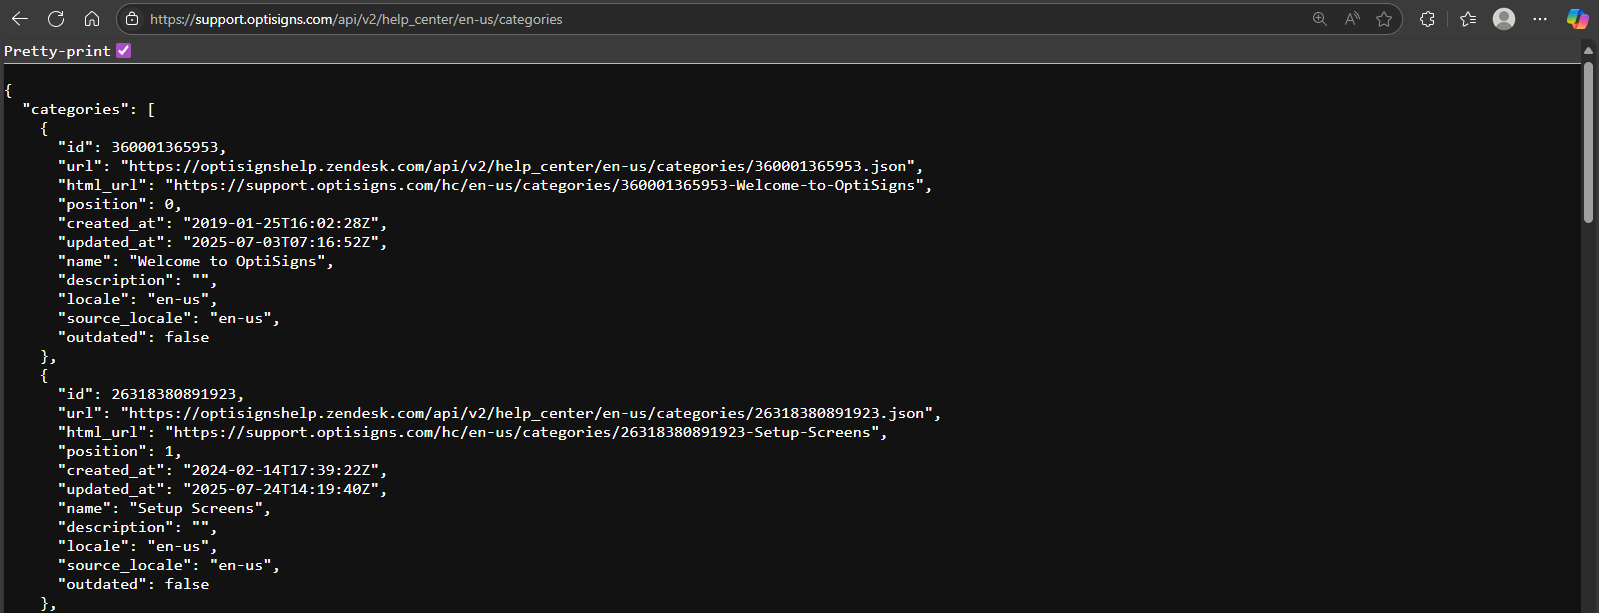 https://support.optisigns.com/api/v2/help_center/en-us/categories
Pretty-print
{
  "categories": [
    {
      "id": 360001365953,
      "url": "https://optisignshelp.zendesk.com/api/v2/help_center/en-us/categories/360001365953.json",
      "html_url": "https://support.optisigns.com/hc/en-us/categories/360001365953-Welcome-to-OptiSigns",
      "position": 0,
      "created_at": "2019-01-25T16:02:28Z",
      "updated_at": "2025-07-03T07:16:52Z",
      "name": "Welcome to OptiSigns",
      "description": "",
      "locale": "en-us",
      "source_locale": "en-us",
      "outdated": false
    },
    {
      "id": 26318380891923,
      "url": "https://optisignshelp.zendesk.com/api/v2/help_center/en-us/categories/26318380891923.json",
      "html_url": "https://support.optisigns.com/hc/en-us/categories/26318380891923-Setup-Screens",
      "position": 1,
      "created_at": "2024-02-14T17:39:22Z",
      "updated_at": "2025-07-24T14:19:40Z",
      "name": "Setup Screens",
      "description": "",
      "locale": "en-us",
      "source_locale": "en-us",
      "outdated": false
    },